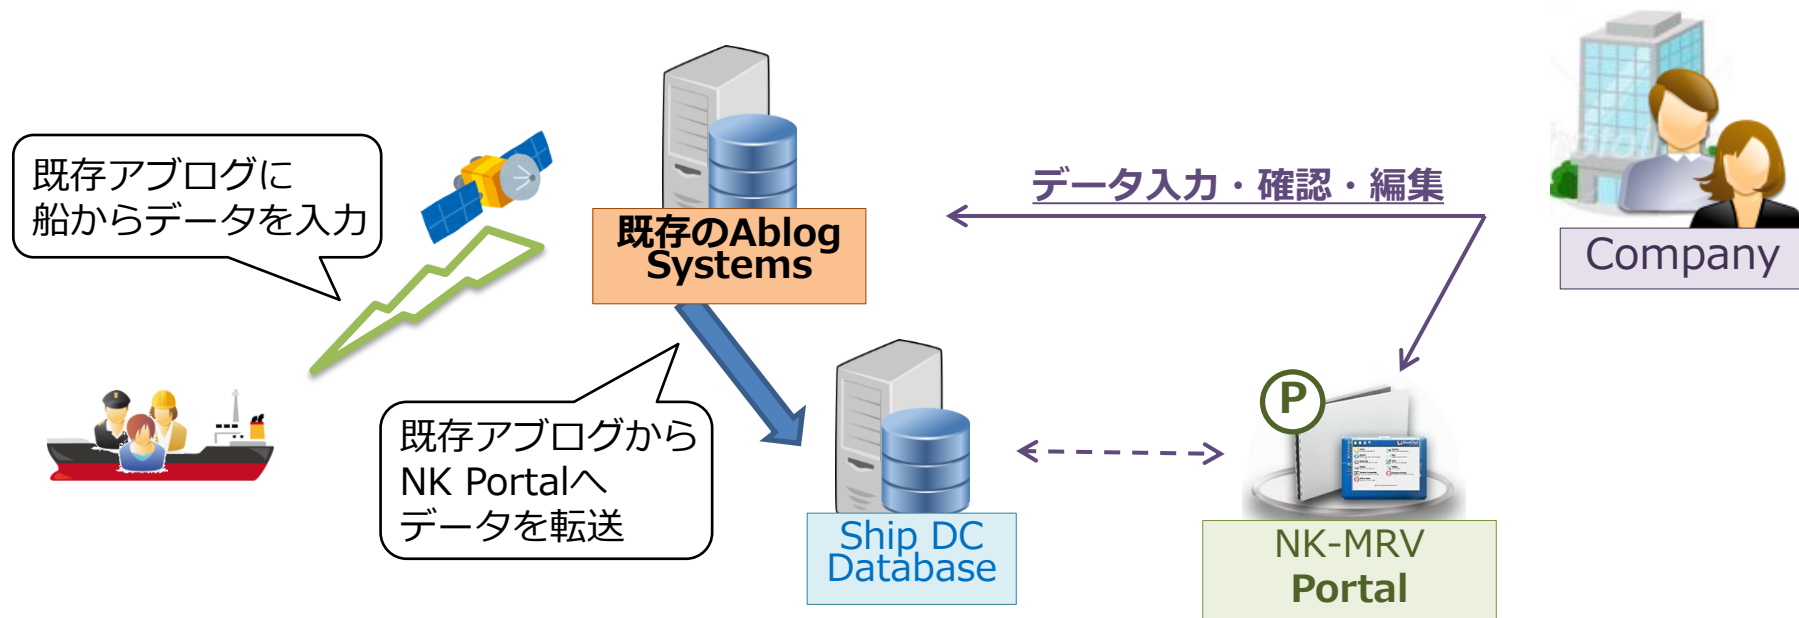 既存アブログに
船からデータを入力
既存のAblog
Systems
データ入力・確認・編集
Company
既存アブログから
NK Portalへ
データを転送
Ship DC
Database
P
NK-MRV
Portal